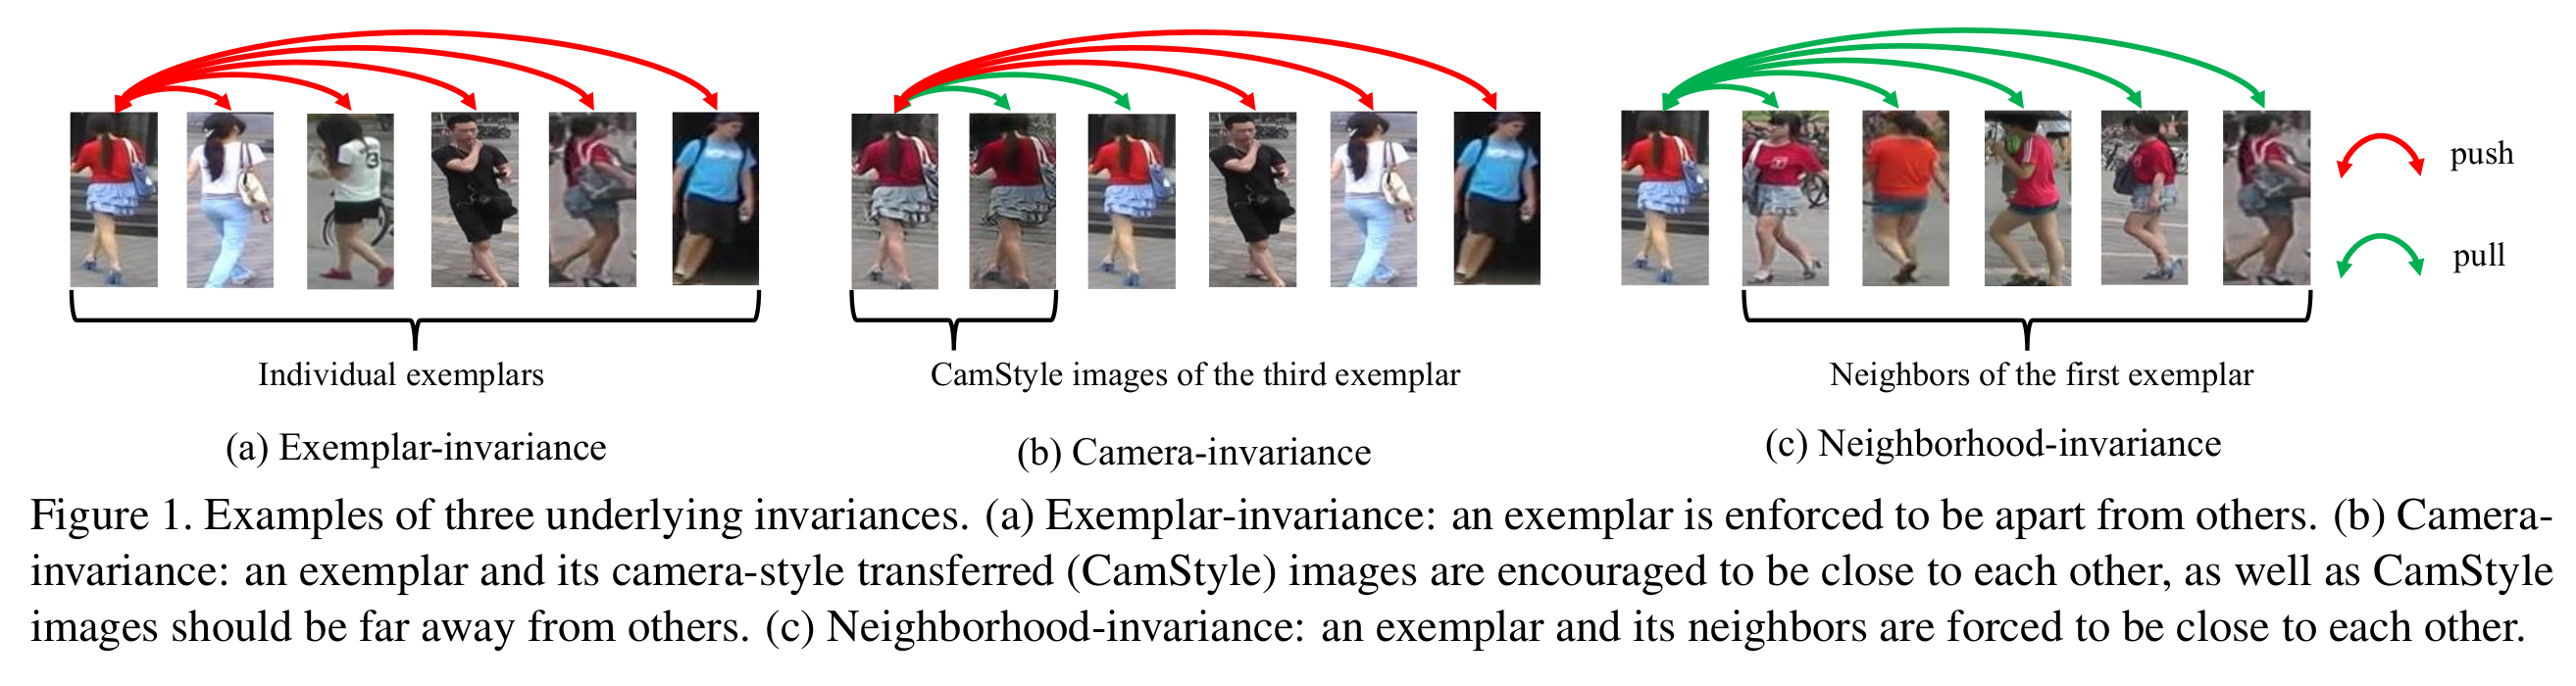 push
pull
Individual exemplars
CamStyle images of the third exemplar
Neighbors of the first exemplar
(a) Exemplar-invariance
(b) Camera-invariance
(c) Neighborhood-invariance
Figure 1. Examples of three underlying invariances. (a) Exemplar-invariance: an exemplar is enforced to be apart from others. (b) Camera-
invariance: an exemplar and its camera-style transferred (CamStyle) images are encouraged to be close to each other, as well as CamStyle
images should be far away from others. (c) Neighborhood-invariance: an exemplar and its neighbors are forced to be close to each other.